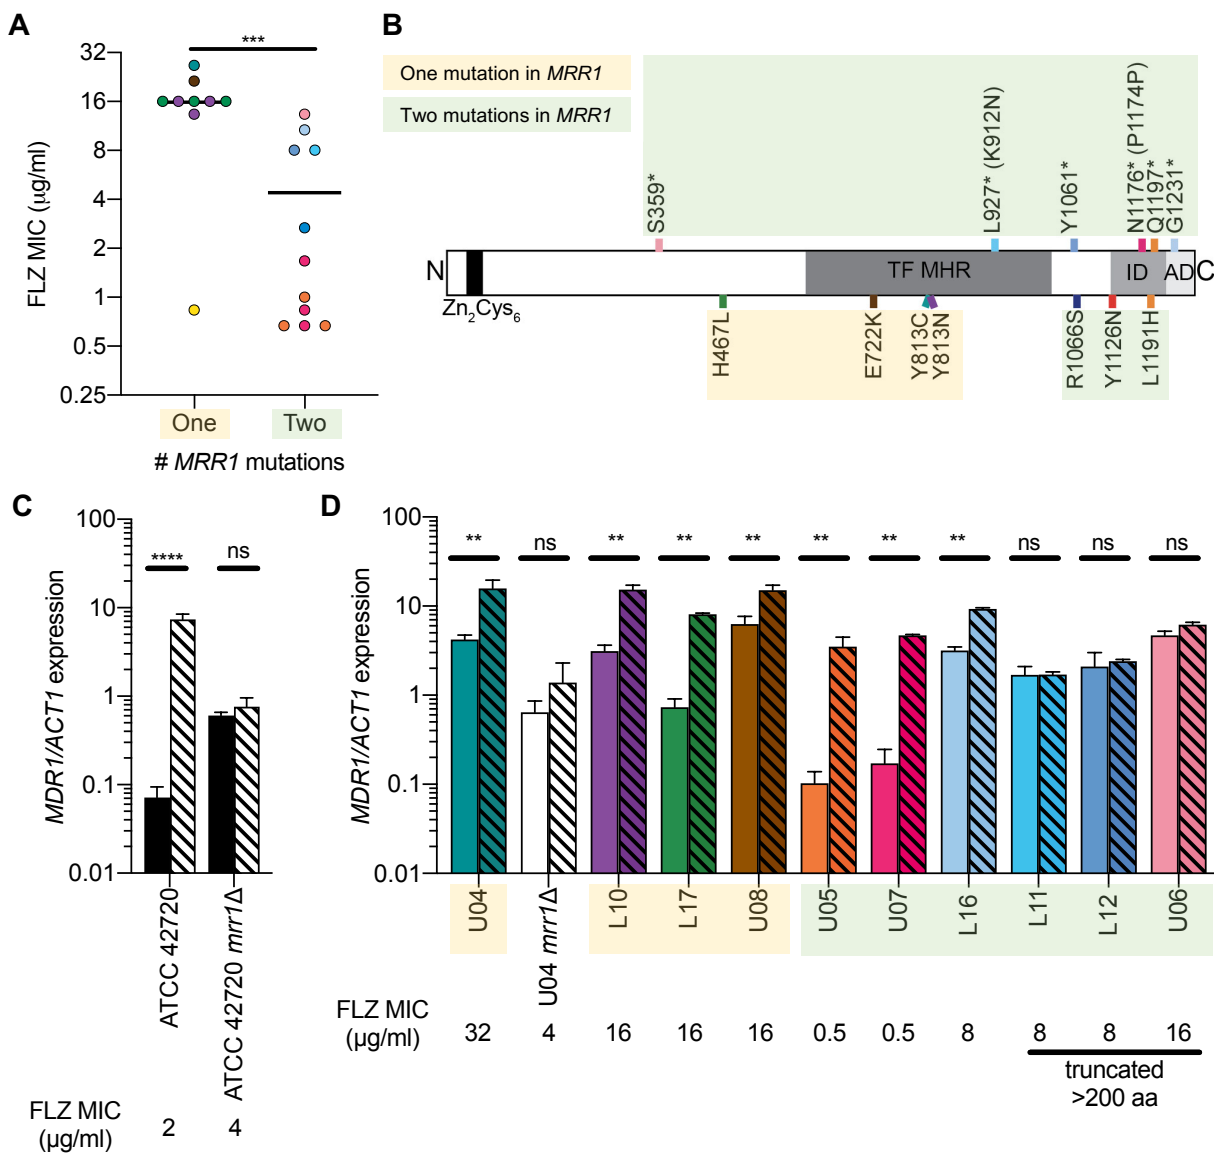 A
***
32
16
8
4
2
1
0.5
0.25
FLZ MIC (µg/ml)
One
Two
# MRR1 mutations
B
One mutation in MRR1
Two mutations in MRR1
S359*
L927* (K912N)
Y1061*
N1176* (P1174P)
Q1197*
G1231*
N
TF MHR
ID
AD
C
Zn2Cys6
H467L
E722K
Y813C
Y813N
R1066S
Y1126N
L1191H
C
100
10
1
0.1
0.01
MDR1/ACT1 expression
****
ns
ATCC 42720
ATCC 42720 mrr1Δ
FLZ MIC
(µg/ml)
2
4
D
100
10
1
0.1
0.01
MDR1/ACT1 expression
**
ns
**
**
**
**
**
**
ns
ns
ns
U04
U04 mrr1Δ
L10
L17
U08
U05
U07
L16
L11
L12
U06
FLZ MIC
(µg/ml)
32
4
16
16
16
0.5
0.5
8
8
8
16
truncated
>200 aa